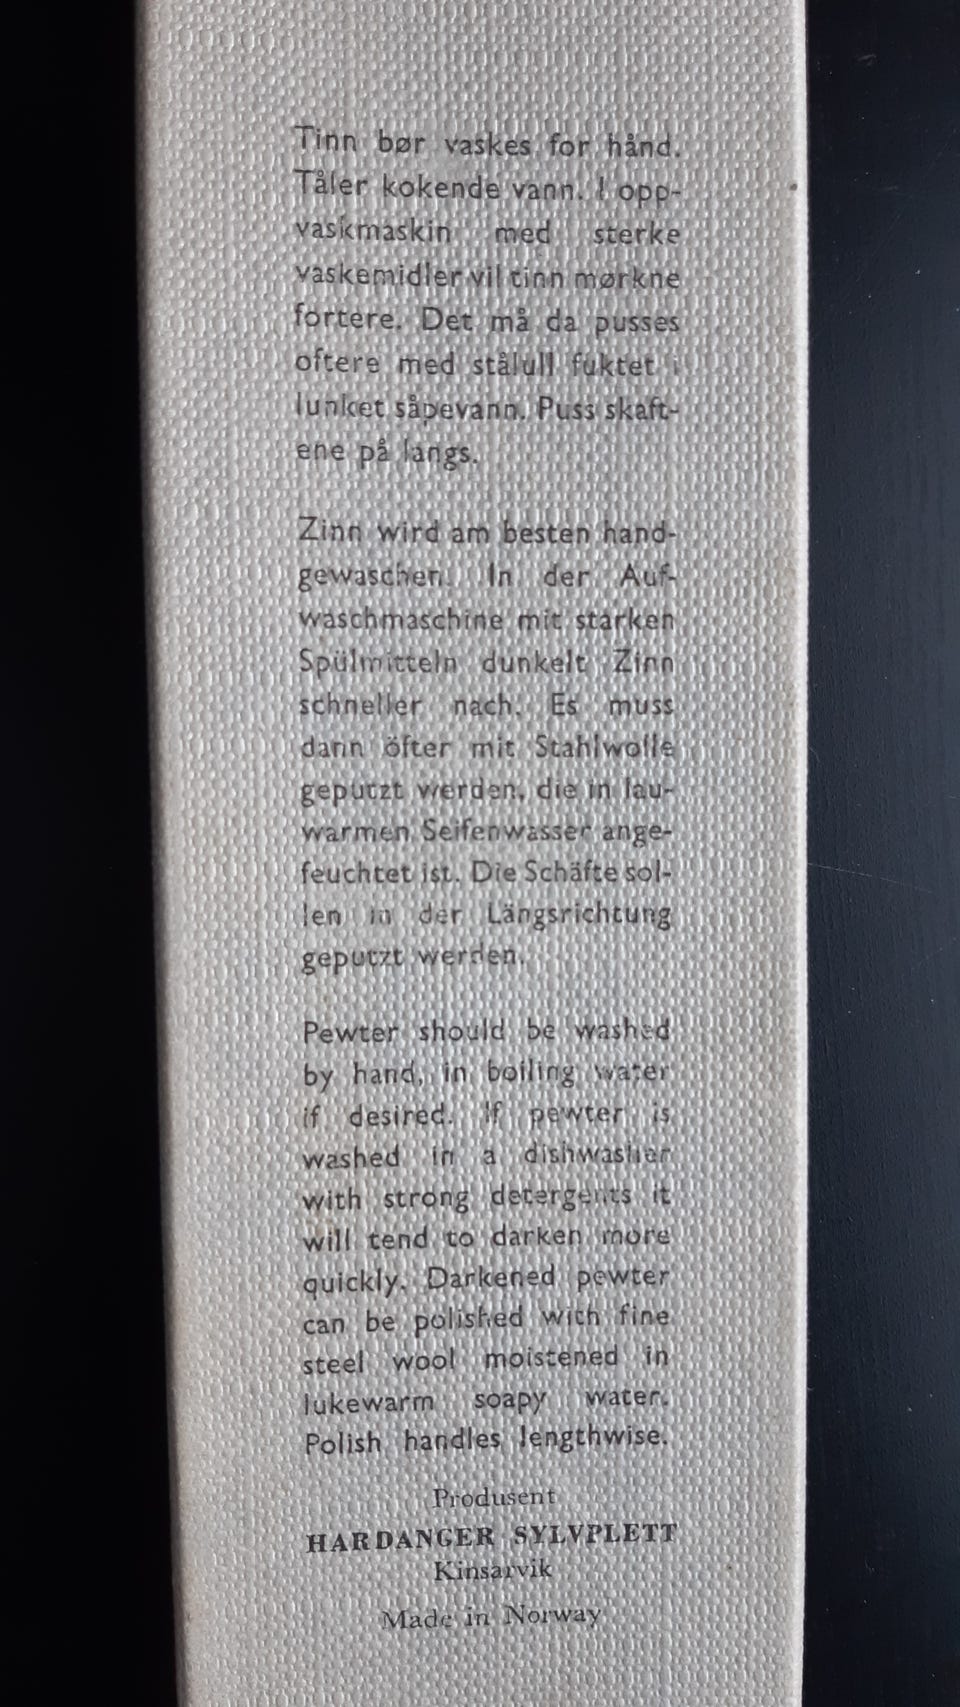 Tinn bør vaskes for hånd.
Tåler kokende vann. I opp-
vaskmaskin med sterke
vaskemidler vil tinn mørkne
fortere. Det må da pusses
oftere med stålull fuktet i
lunket såpevann. Puss skaft-
ene på langs.
Zinn wird am besten hand-
gewaschen. In der Auf-
waschmaschine mit starken
Spülmitteln dunkelt Zinn
schneller nach. Es muss
dann öfter mit Stahlwolle
geputzt werden, die in lau-
warmen Seifenwasser ange-
feuchtet ist. Die Schäfte sol-
len in der Längsrichtung
geputzt werden.
Pewter should be washed
by hand, in boiling water
if desired. If pewter is
washed in a dishwasher
with strong detergents it
will tend to darken more
quickly. Darkened pewter
can be polished with fine
steel wool moistened in
lukewarm soapy water.
Polish handles lengthwise.
Produsent
HARDANGER SYLVPLETT
Kinsarvik
Made in Norway